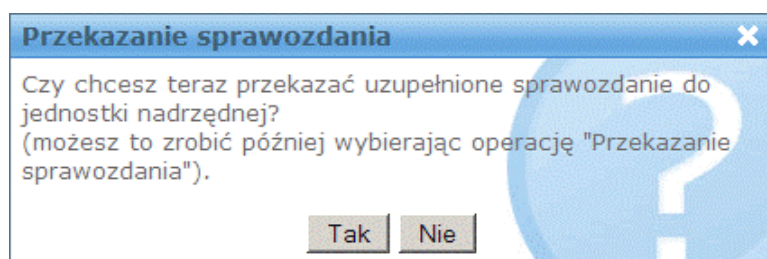 Przekazanie sprawozdania
Czy chcesz teraz przekazać uzupełnione sprawozdanie do
jednostki nadrzędnej?
(możesz to zrobić później wybierając operację "Przekazanie
sprawozdania").
Tak Nie